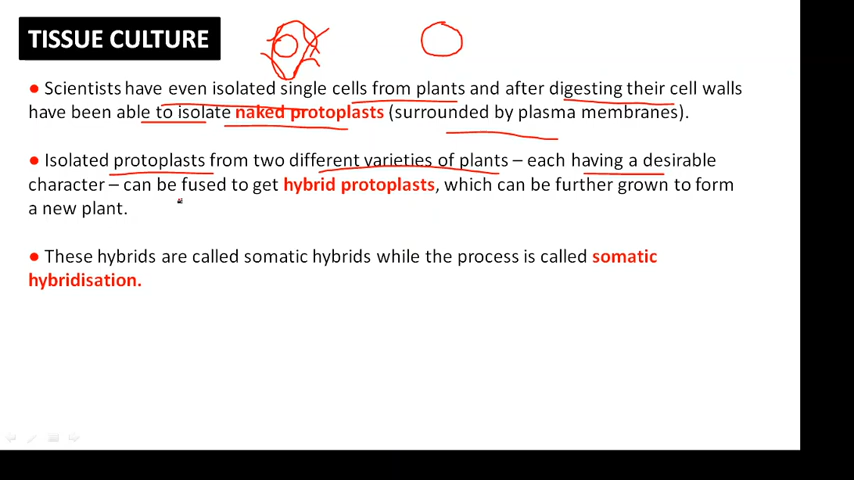 TISSUE CULTURE
● Scientists have even isolated single cells from plants and after digesting their cell walls
have been able to isolate naked protoplasts (surrounded by plasma membranes).
● Isolated protoplasts from two different varieties of plants – each having a desirable
character – can be fused to get hybrid protoplasts, which can be further grown to form
a new plant.
● These hybrids are called somatic hybrids while the process is called somatic
hybridisation.